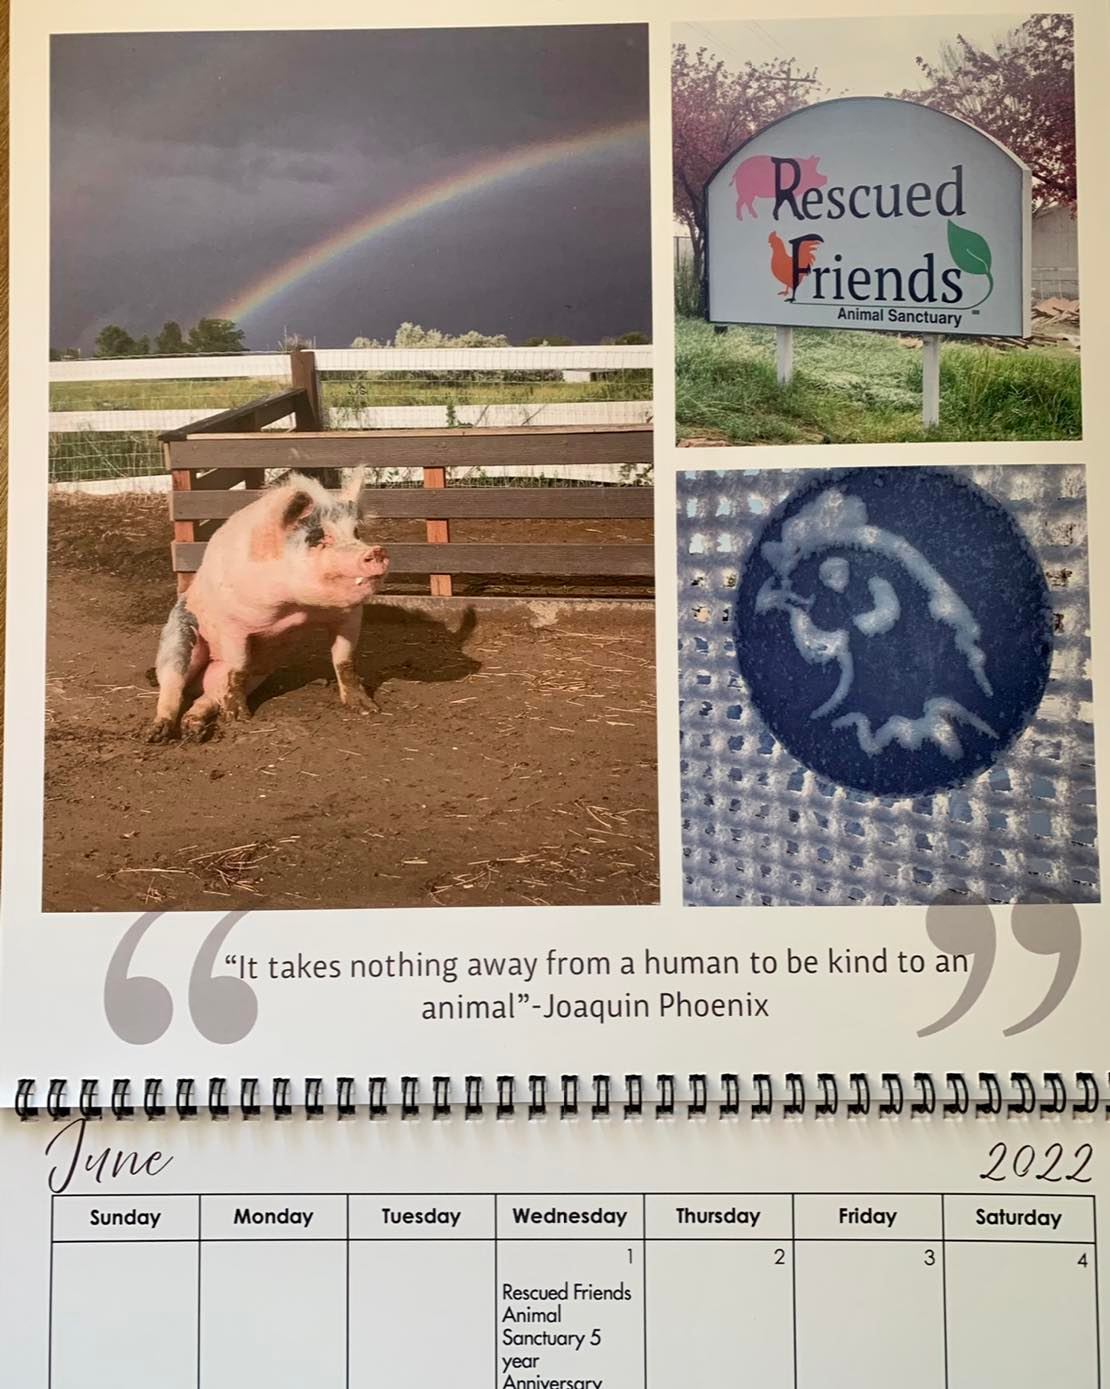 Rescued
Friends
Animal Sanctuary
“It takes nothing away from a human to be kind to an
animal”-Joaquin Phoenix
June 2022
Sunday Monday Tuesday Wednesday Thursday Friday Saturday
1 2 3 4
Rescued Friends
Animal
Sanctuary 5
year
Anniversary